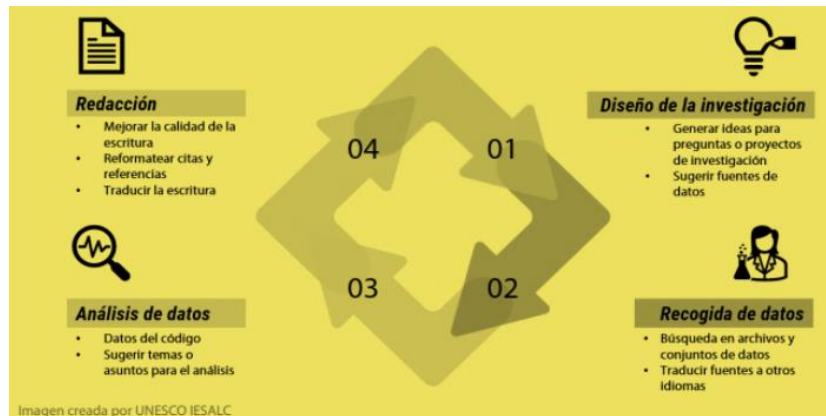 Redacción
• Mejorar la calidad de la
escritura
• Reformatear citas y
referencias
• Traducir la escritura
04
01
Diseño de la investigación
• Generar ideas para
preguntas o proyectos
de investigación
• Sugerir fuentes de
datos
Análisis de datos
• Datos del código
• Sugerir temas o
asuntos para el análisis
03
02
Recogida de datos
• Búsqueda en archivos y
conjuntos de datos
• Traducir fuentes a otros
idiomas
Imagen creada por UNESCO IESALC